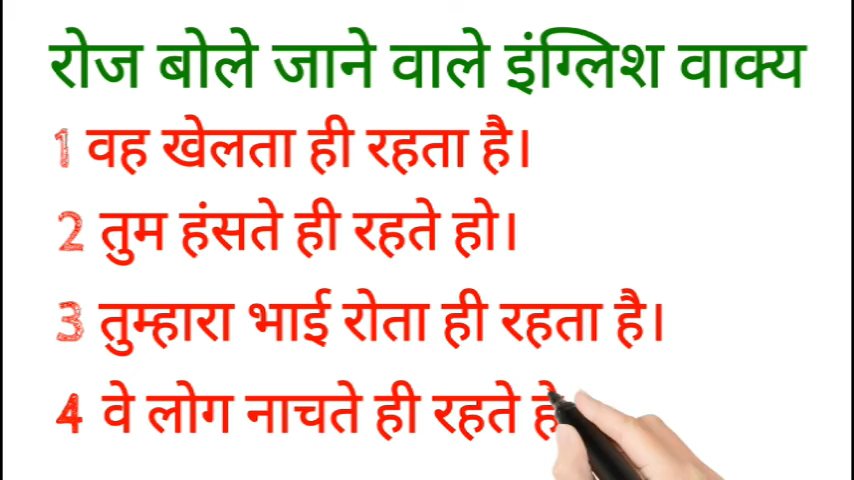 रोज बोले जाने वाले इंग्लिश वाक्य
1 वह खेलता ही रहता है।
2 तुम हंसते ही रहते हो।
3 तुम्हारा भाई रोता ही रहता है।
4 वे लोग नाचते ही रहते